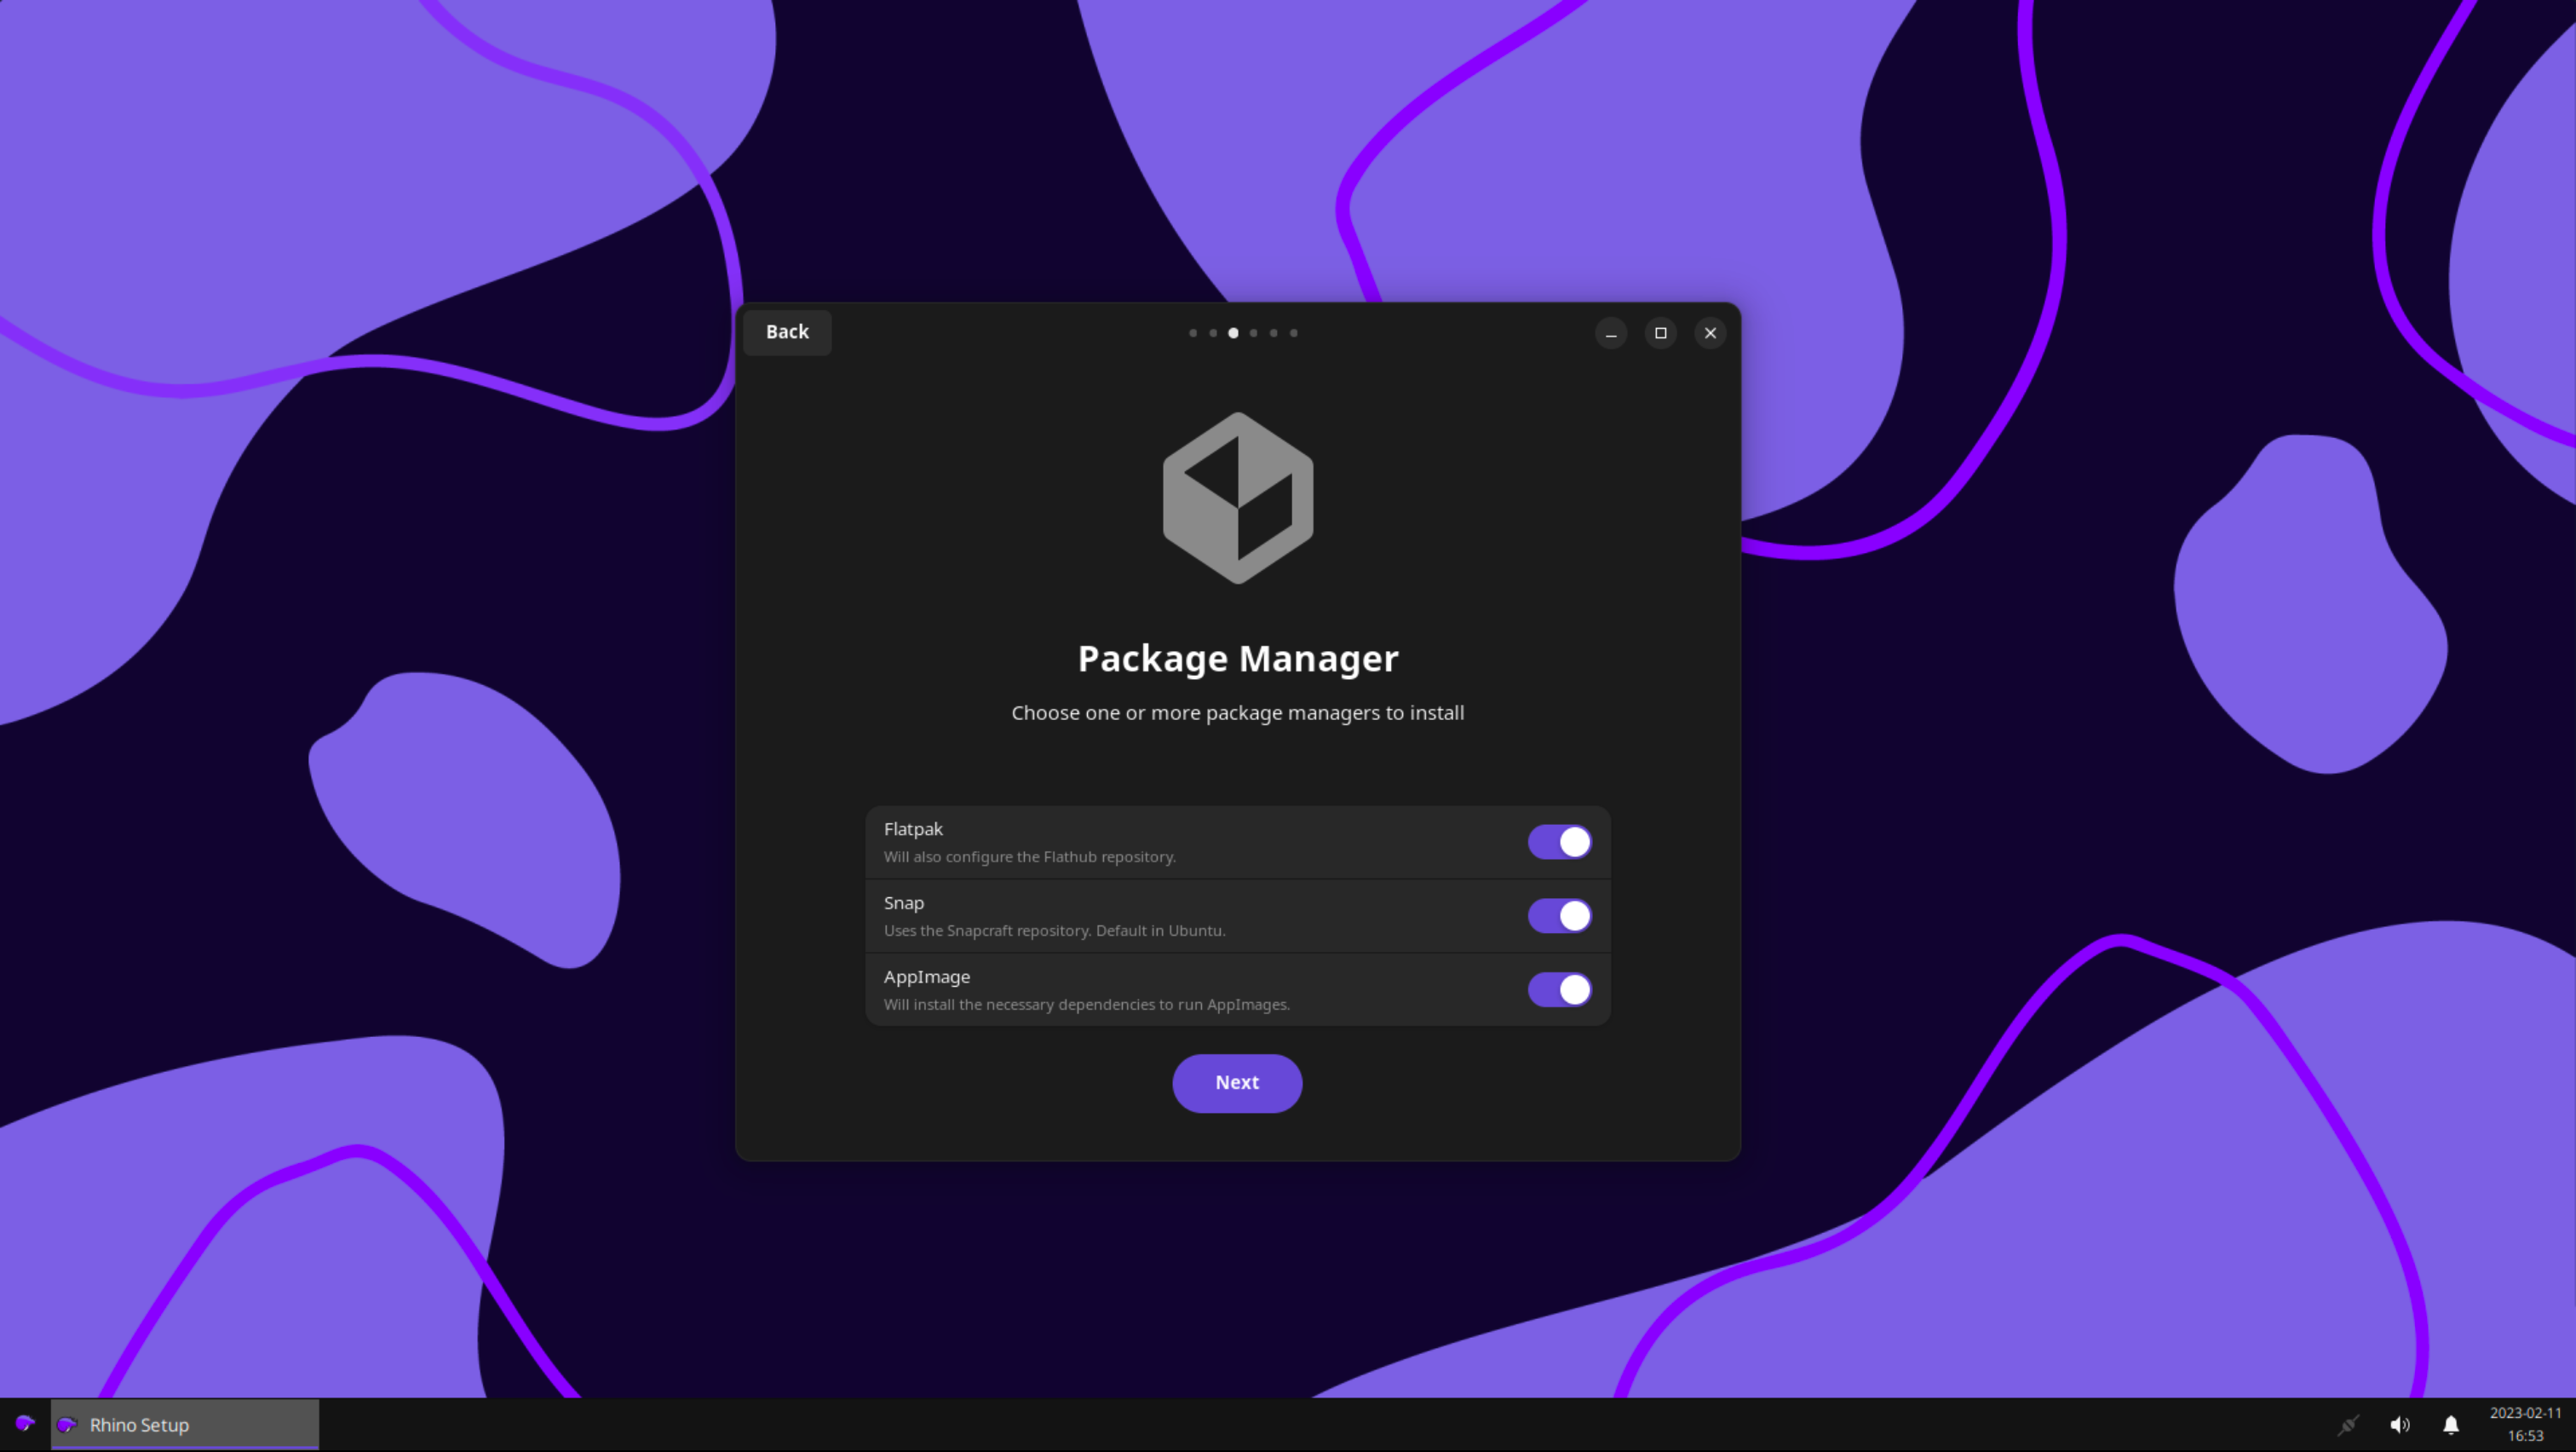 Back
Package Manager
Choose one or more package managers to install
Flatpak
Will also configure the Flathub repository.
Snap
Uses the Snapcraft repository. Default in Ubuntu.
AppImage
Will install the necessary dependencies to run AppImages.
Next
Rhino Setup
2023-02-11
16:53